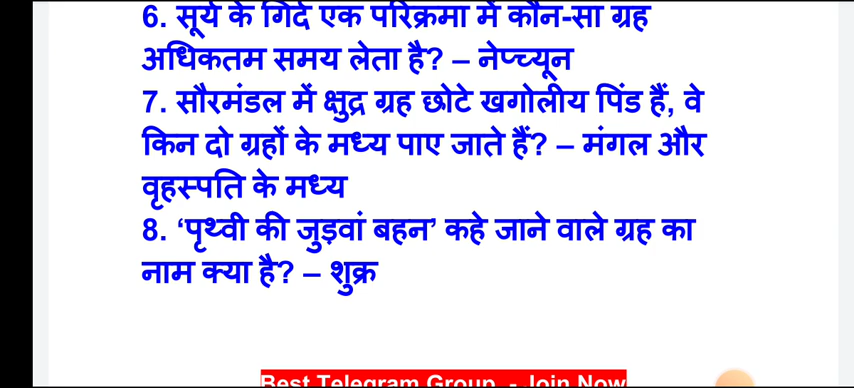 6. सूर्य के गिर्द एक परिक्रमा में कौन-सा ग्रह
अधिकतम समय लेता है? – नेप्च्यून
7. सौरमंडल में क्षुद्र ग्रह छोटे खगोलीय पिंड हैं, वे
किन दो ग्रहों के मध्य पाए जाते हैं? – मंगल और
वृहस्पति के मध्य
8. ‘पृथ्वी की जुड़वां बहन’ कहे जाने वाले ग्रह का
नाम क्या है? – शुक्र
Best Telegram Group - Join Now